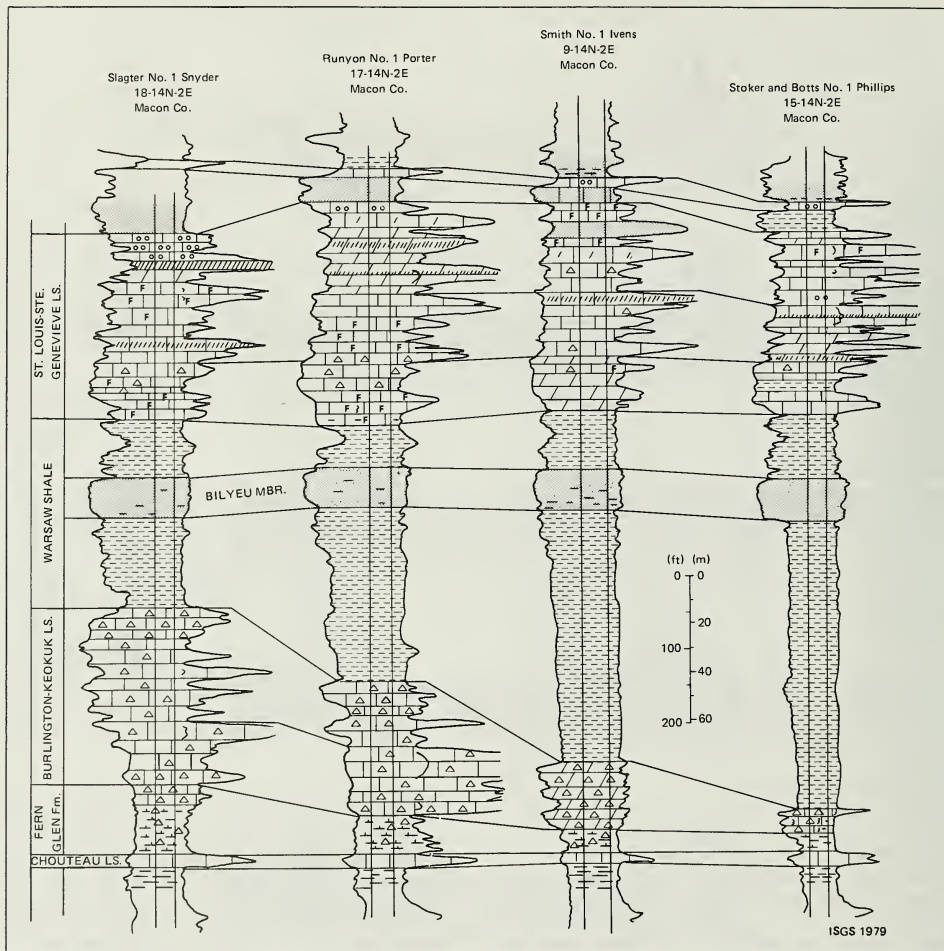 Slagter No. 1 Snyder
18-14N-2E
Macon Co.
Runyon No. 1 Porter
17-14N-2E
Macon Co.
Smith No. 1 Ivens
9-14N-2E
Macon Co.
Stoker and Botts No. 1 Phillips
15-14N-2E
Macon Co.
ST. LOUIS-STE.
GENEVIEVE LS.
WARSAW SHALE
BILYEU MBR.
BURLINGTON-KEOKUK LS.
FERN
GLEN Fm.
CHOUTEAU LS.
(ft) (m)
0 0
20
100 40
200 60
ISGS 1979